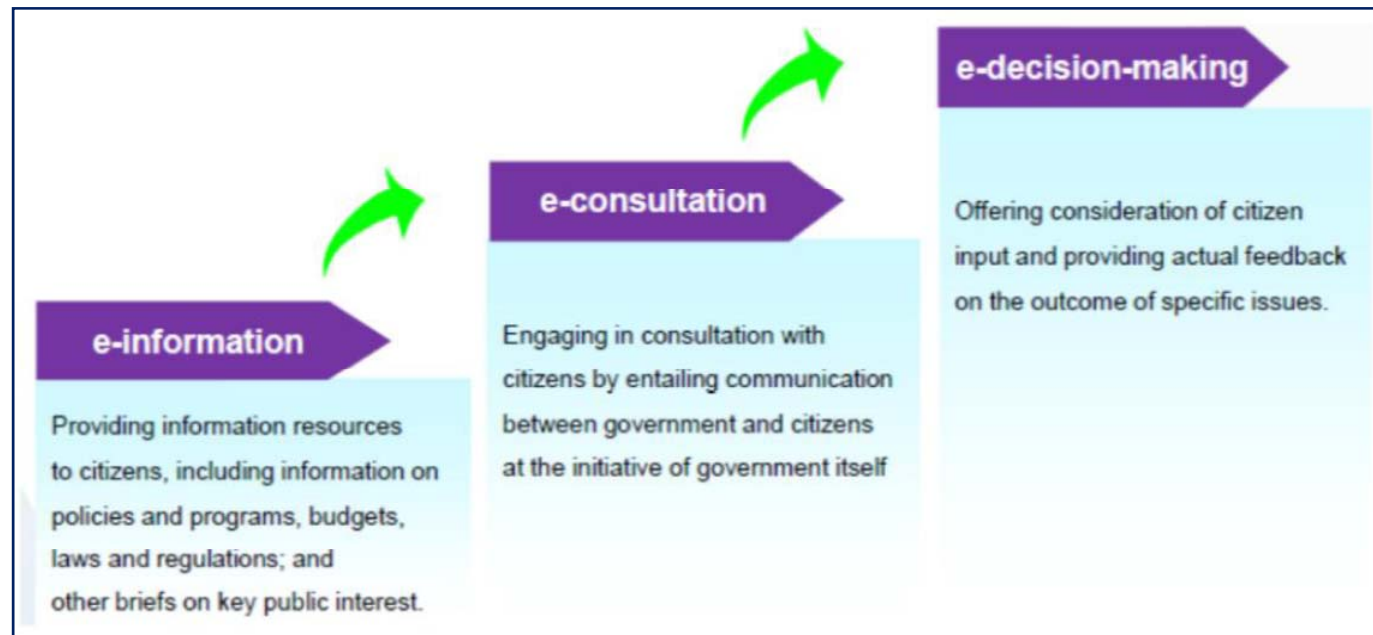 e-information
Providing information resources
to citizens, including information on
policies and programs, budgets,
laws and regulations; and
other briefs on key public interest.
e-consultation
Engaging in consultation with
citizens by entailing communication
between government and citizens
at the initiative of government itself
e-decision-making
Offering consideration of citizen
input and providing actual feedback
on the outcome of specific issues.